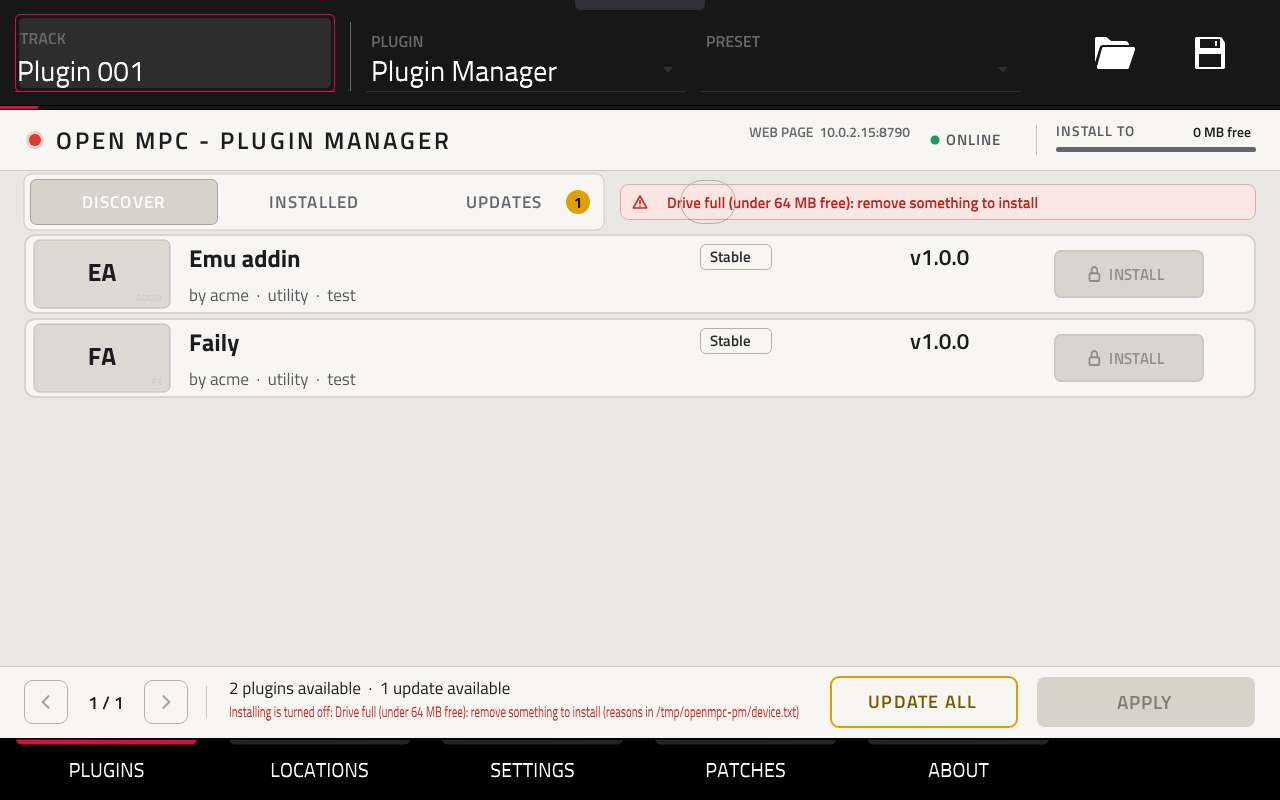 TRACK
Plugin 001
PLUGIN
Plugin Manager
PRESET
OPEN MPC - PLUGIN MANAGER
WEB PAGE 10.0.2.15:8790
ONLINE
INSTALL TO
0 MB free
DISCOVER
INSTALLED
UPDATES
1
Drive full (under 64 MB free): remove something to install
EA
ADDIN
Emu addin
by acme · utility · test
Stable
v1.0.0
INSTALL
FA
FX
Faily
by acme · utility · test
Stable
v1.0.0
INSTALL
1 / 1
2 plugins available · 1 update available
Installing is turned off: Drive full (under 64 MB free): remove something to install (reasons in /tmp/openmpc-pm/device.txt)
UPDATE ALL
APPLY
PLUGINS
LOCATIONS
SETTINGS
PATCHES
ABOUT